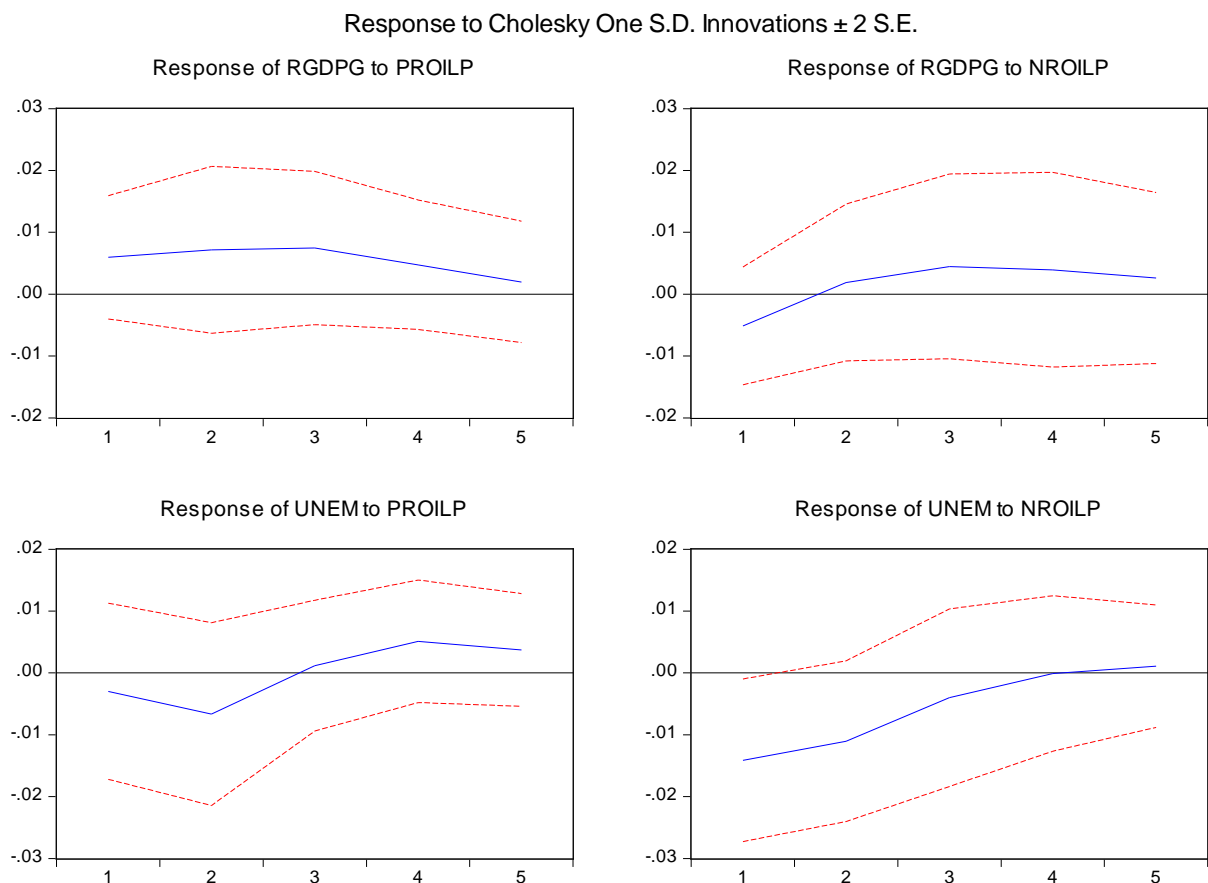 Response to Cholesky One S.D. Innovations ± 2 S.E.
Response of RGDPG to PROILP
.03
.02
.01
.00
-.01
-.02
1 2 3 4 5
Response of RGDPG to NROILP
.03
.02
.01
.00
-.01
-.02
1 2 3 4 5
Response of UNEM to PROILP
.02
.01
.00
-.01
-.02
-.03
1 2 3 4 5
Response of UNEM to NROILP
.02
.01
.00
-.01
-.02
-.03
1 2 3 4 5